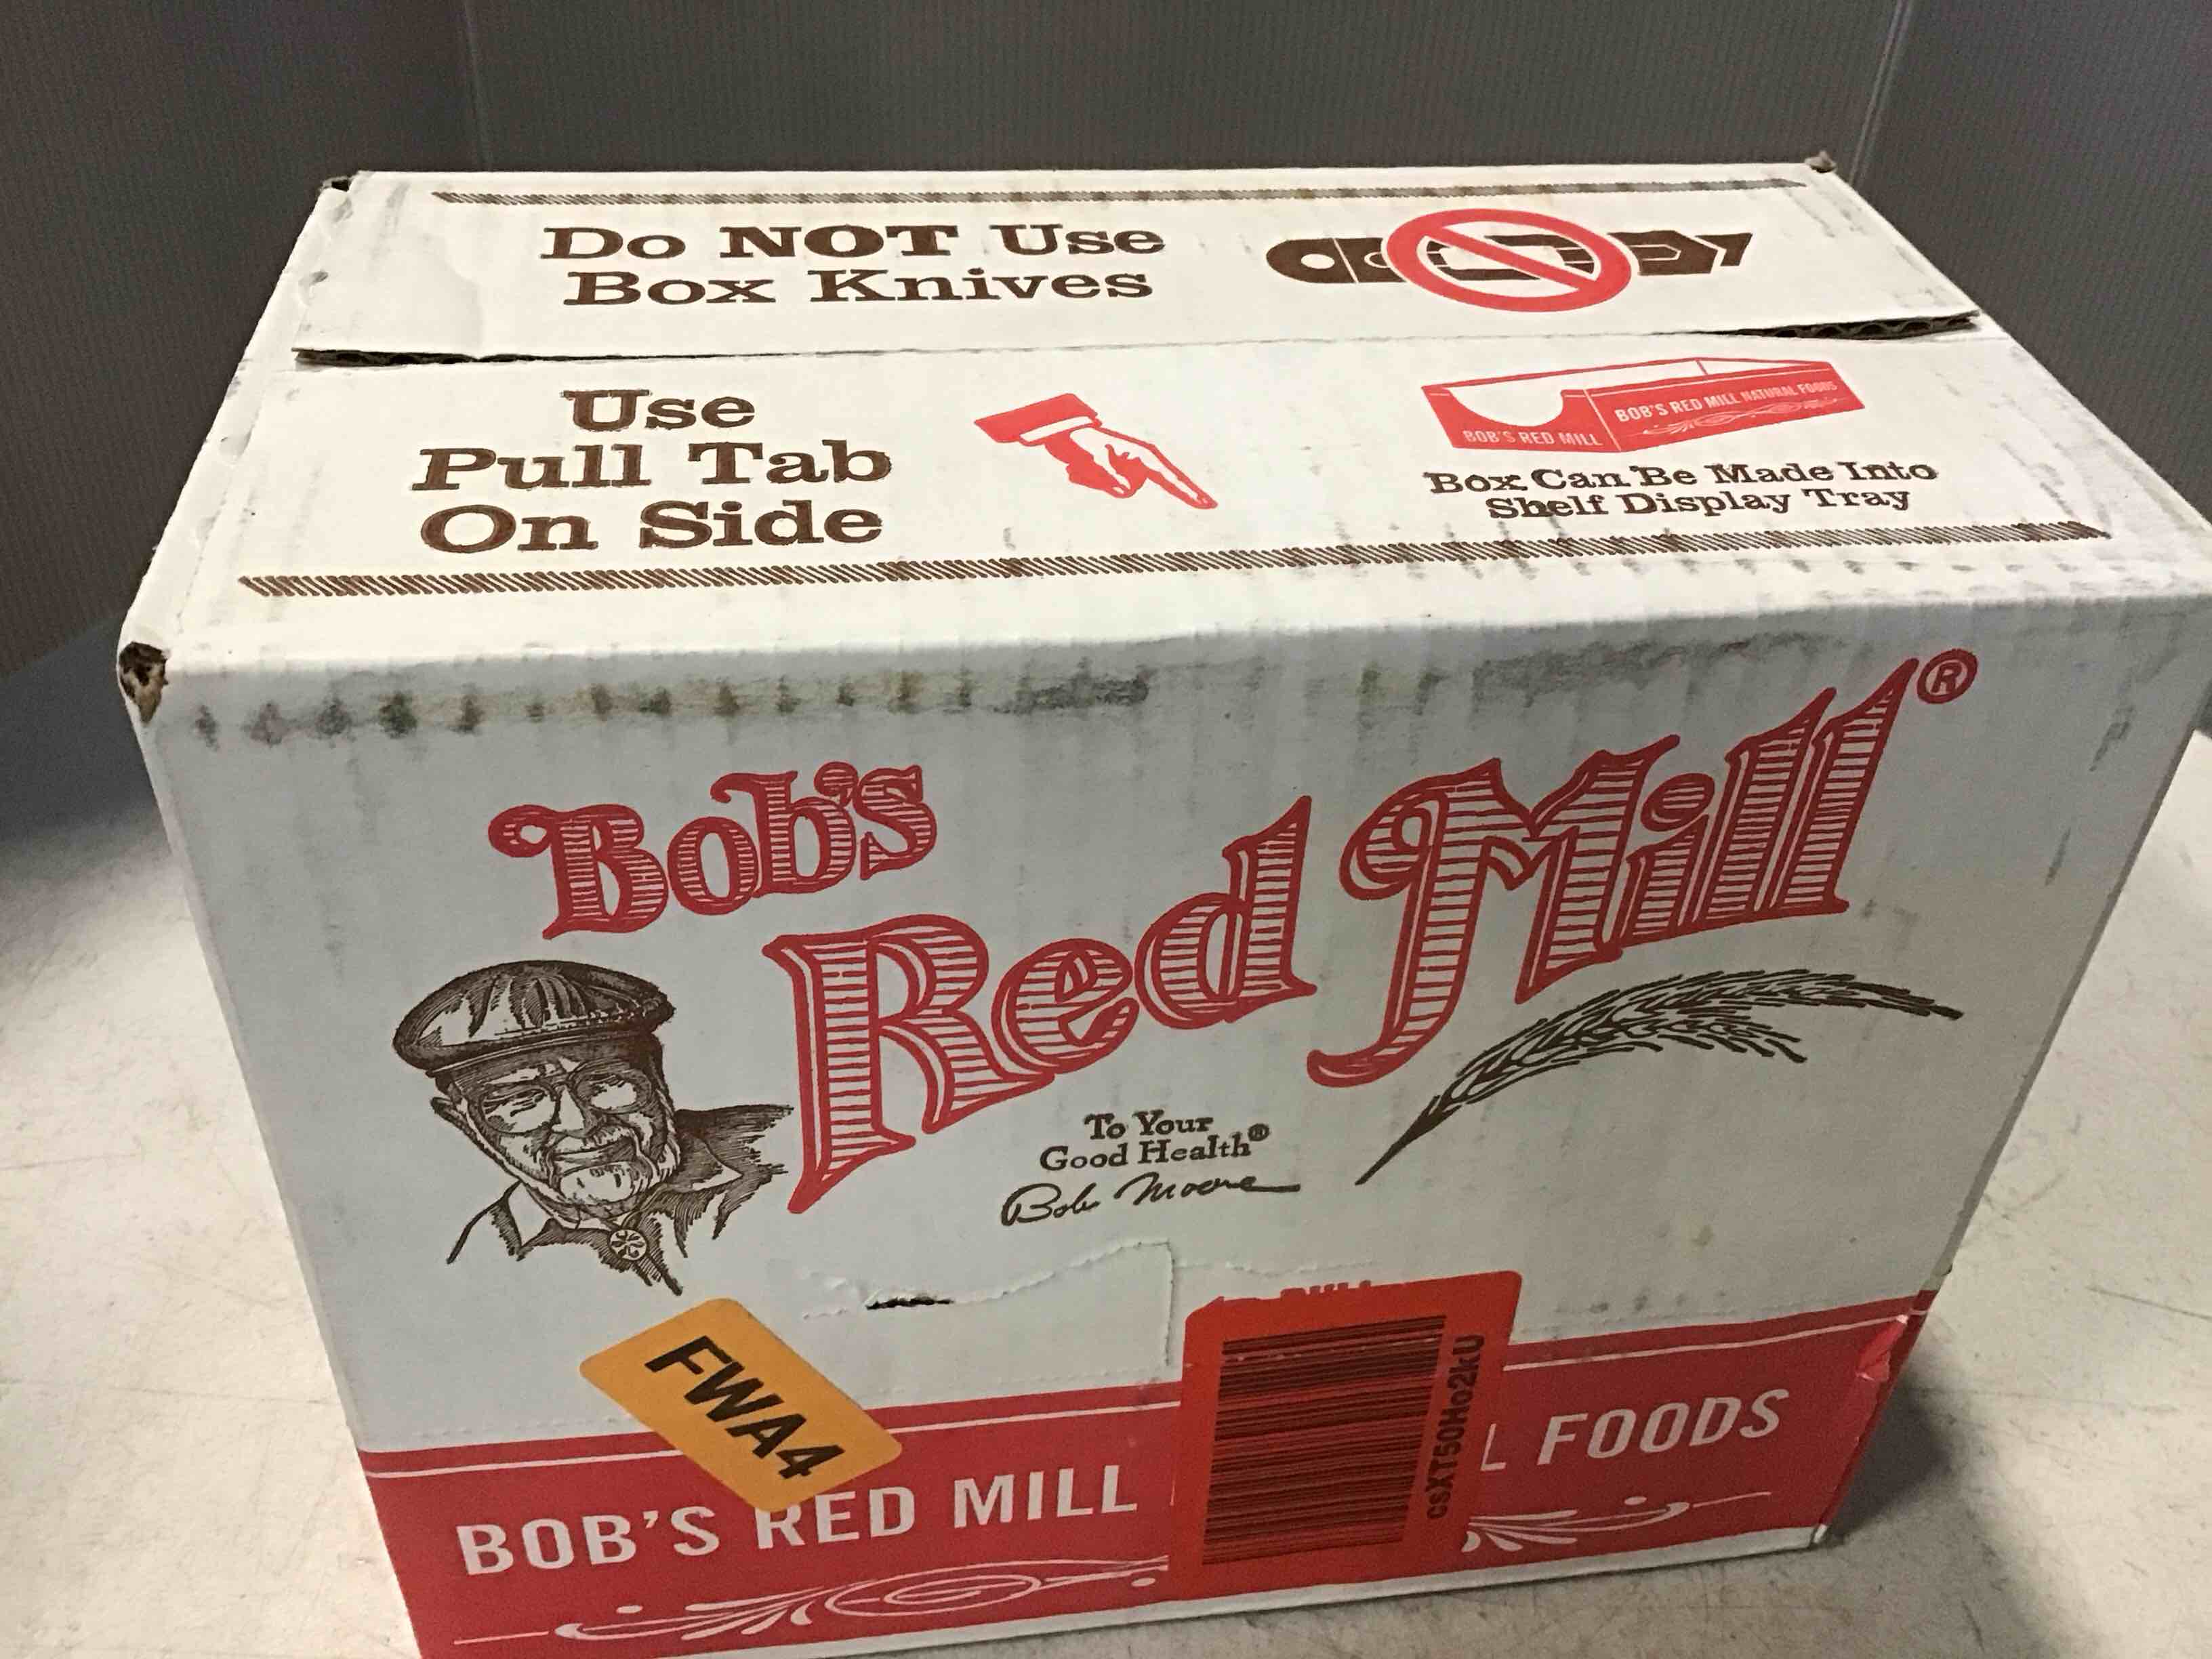 Do NOT Use
Box Knives
Use
Pull Tab
On Side
BOB'S RED MILL
BOB'S RED MILL NATURAL FOODS
Box Can Be Made Into
Shelf Display Tray
Bob's
Red Mill®
To Your
Good Health®
Bob Moore
FWA4
csXT50Ho2kU
BOB'S RED MILL
L FOODS